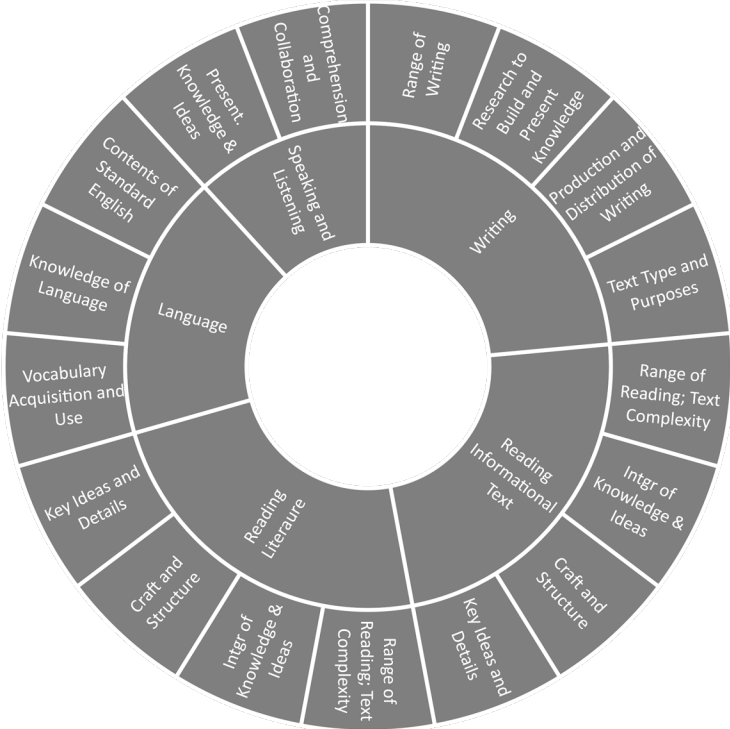 Range of
Writing
Research to
Build and
Present
Knowledge
Production and
Distribution of
Writing
Text Type and
Purposes
Range of
Reading; Text
Complexity
Intgr of
Knowledge &
Ideas
Craft and
Structure
Key Ideas and
Details
Range of
Reading; Text
Complexity
Intgr of
Knowledge &
Ideas
Craft and
Structure
Key Ideas and
Details
Vocabulary
Acquisition and
Use
Knowledge of
Language
Contents of
Standard
English
Present.
Knowledge &
Ideas
Comprehension
and
Collaboration
Writing
Reading
Informational
Text
Reading
Literaure
Language
Speaking and
Listening